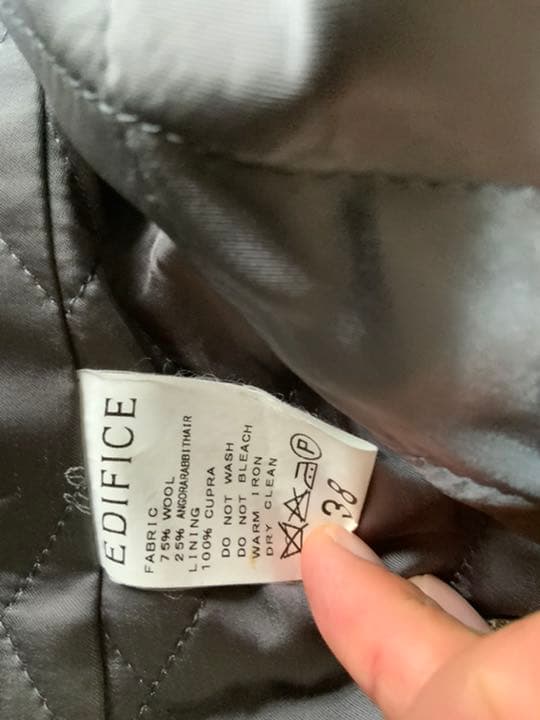 EDIFICE
FABRIC
75% WOOL
25% ANGORARABBITHAIR
LINING
100% CUPRA
DO NOT WASH
DO NOT BLEACH
WARM IRON
DRY CLEAN
P
38